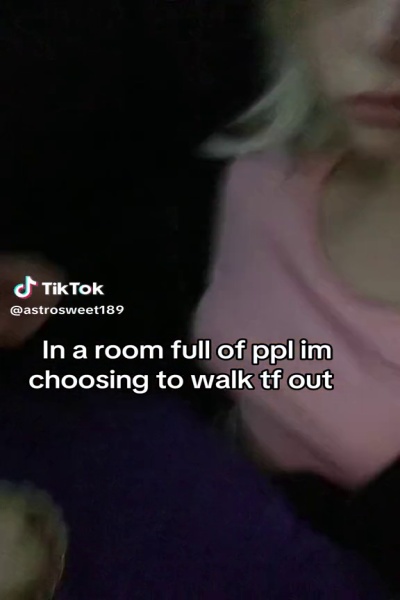 TikTok
@astrosweet189
In a room full of ppl im
choosing to walk tf out